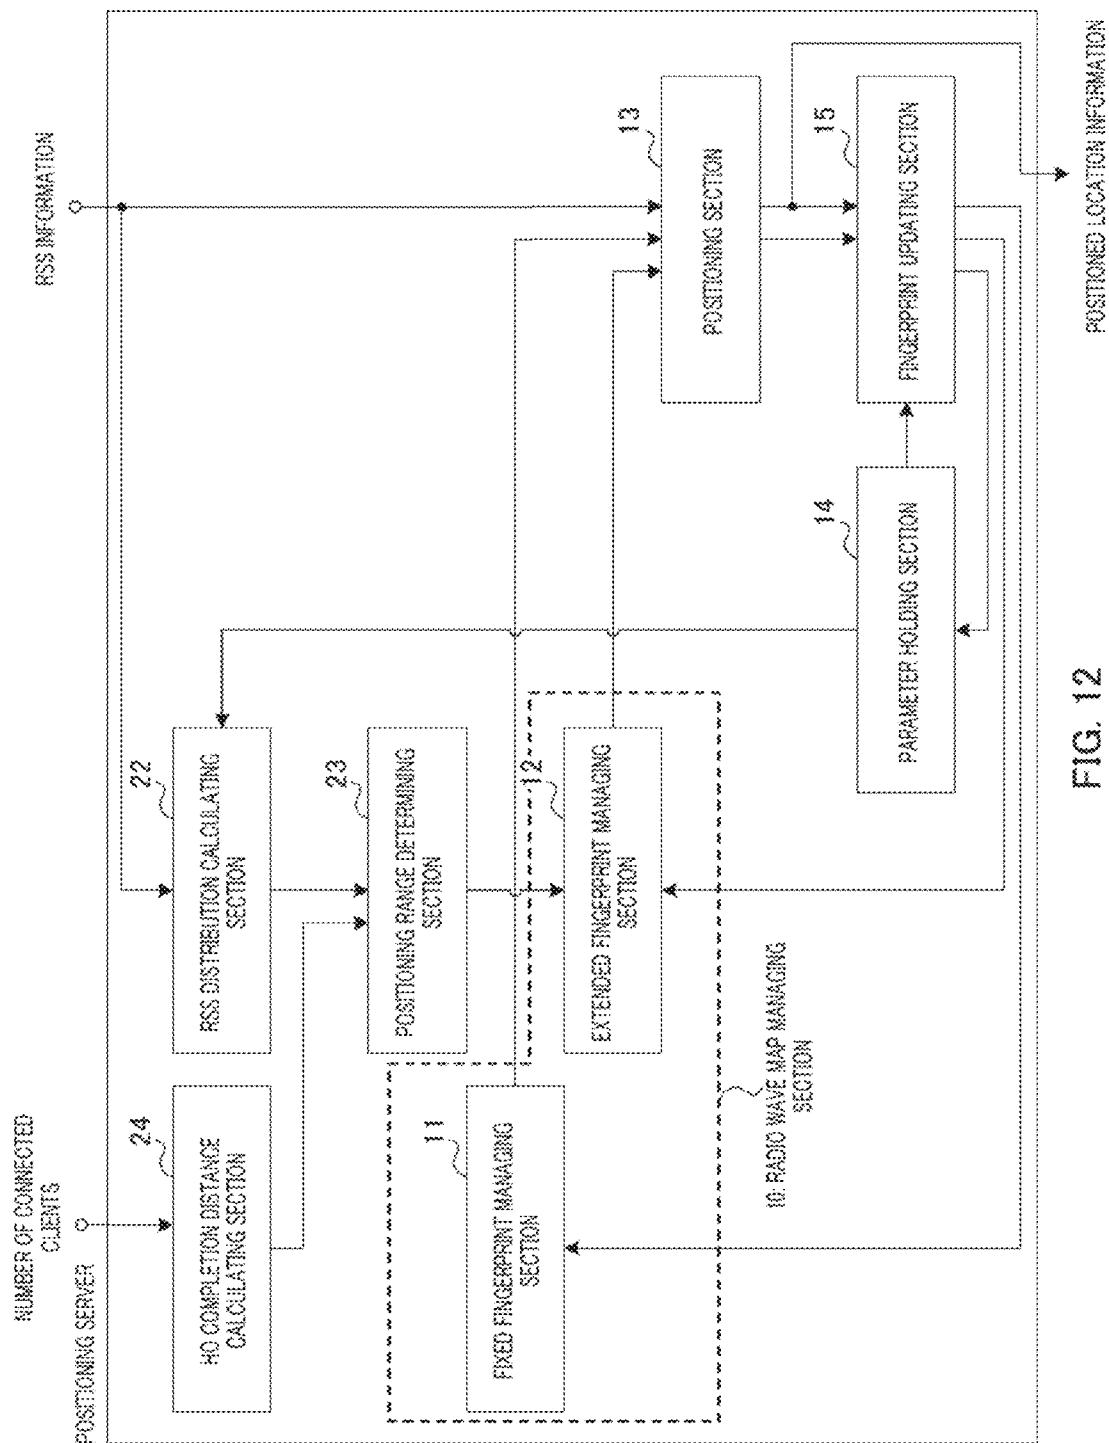 NUMBER OF CONNECTED
CLIENTS
RSS INFORMATION
POSITIONING SERVER
24
HO COMPLETION DISTANCE
CALCULATING SECTION
22
RSS DISTRIBUTION CALCULATING
SECTION
23
POSITIONING RANGE DETERMINING
SECTION
11
FIXED FINGERPRINT MANAGING
SECTION
12
EXTENDED FINGERPRINT MANAGING
SECTION
10: RADIO WAVE MAP MANAGING
SECTION
13
POSITIONING SECTION
14
PARAMETER HOLDING SECTION
15
FINGERPRINT UPDATING SECTION
POSITIONED LOCATION INFORMATION
FIG. 12